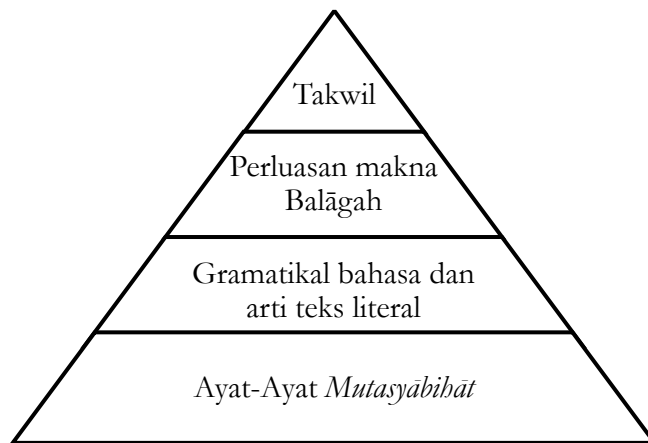 Takwil
Perluasan makna
Balāgah
Gramatikal bahasa dan
arti teks literal
Ayat-Ayat Mutasyābihāt